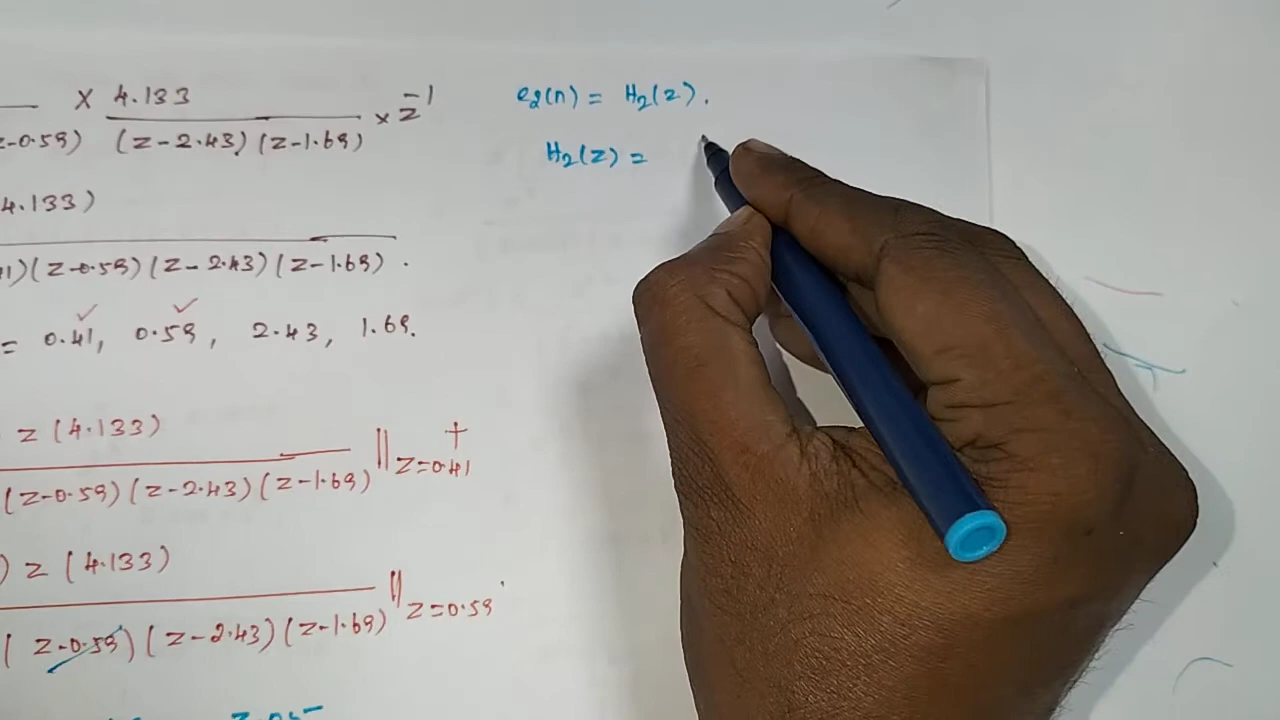 x 4.133 x z^-1
z-0.59) (z-2.43) (z-1.69)
4.133)
1)(z-0.59)(z-2.43)(z-1.69).
= 0.41, 0.59, 2.43, 1.69.
z(4.133)
(z-0.59)(z-2.43)(z-1.69) || z=0.41 +
) z (4.133)
(z-0.59)(z-2.43)(z-1.69) || z=0.59
e2(n) = H2(z).
H2(z) =